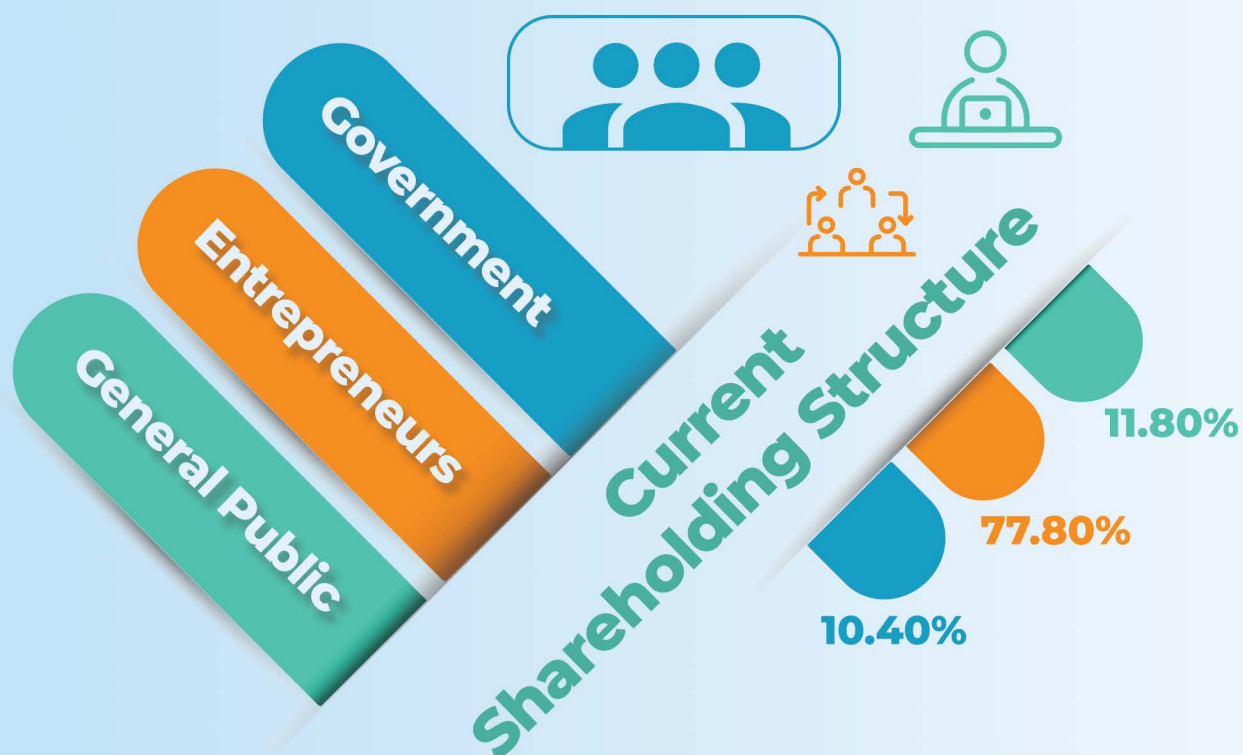 Government
Entrepreneurs
General Public
Current
Shareholding Structure
11.80%
77.80%
10.40%